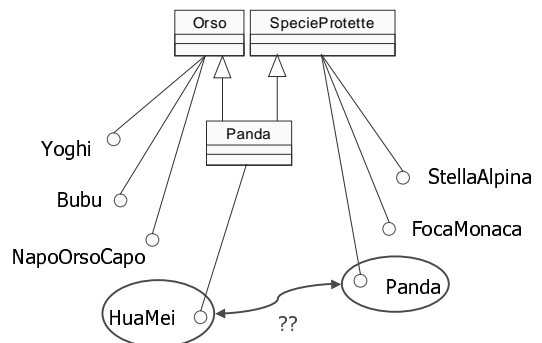 Orso
SpecieProtette
Panda
Yoghi
StellaAlpina
Bubu
FocaMonaca
NapoOrsoCapo
Panda
HuaMei
??